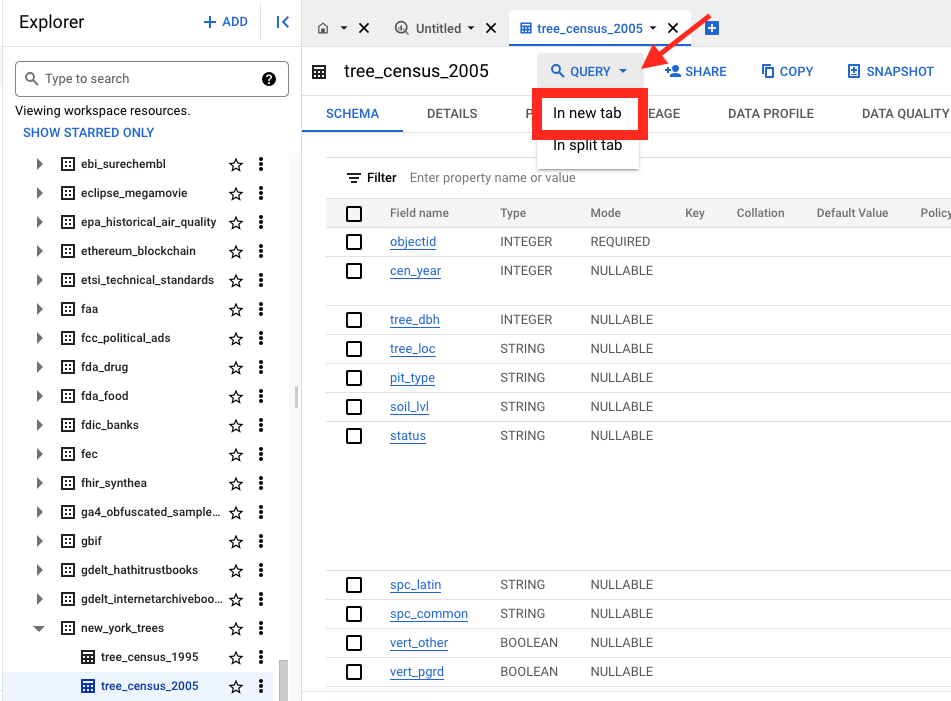 Explorer
+ ADD
Untitled
tree_census_2005
Type to search
Viewing workspace resources.
SHOW STARRED ONLY
ebi_surechembl
eclipse_megamovie
epa_historical_air_quality
ethereum_blockchain
etsi_technical_standards
faa
fcc_political_ads
fda_drug
fda_food
fdic_banks
fec
fhir_synthea
ga4_obfuscated_sample...
gbif
gdelt_hathitrustbooks
gdelt_internetarchiveboo...
new_york_trees
tree_census_1995
tree_census_2005
tree_census_2005
QUERY
SHARE
COPY
SNAPSHOT
In new tab
In split tab
SCHEMA DETAILS P EAGE DATA PROFILE DATA QUALITY
Filter Enter property name or value
Field name Type Mode Key Collation Default Value Policy
objectid INTEGER REQUIRED
cen_year INTEGER NULLABLE
tree_dbh INTEGER NULLABLE
tree_loc STRING NULLABLE
pit_type STRING NULLABLE
soil_lvl STRING NULLABLE
status STRING NULLABLE
spc_latin STRING NULLABLE
spc_common STRING NULLABLE
vert_other BOOLEAN NULLABLE
vert_pgrd BOOLEAN NULLABLE